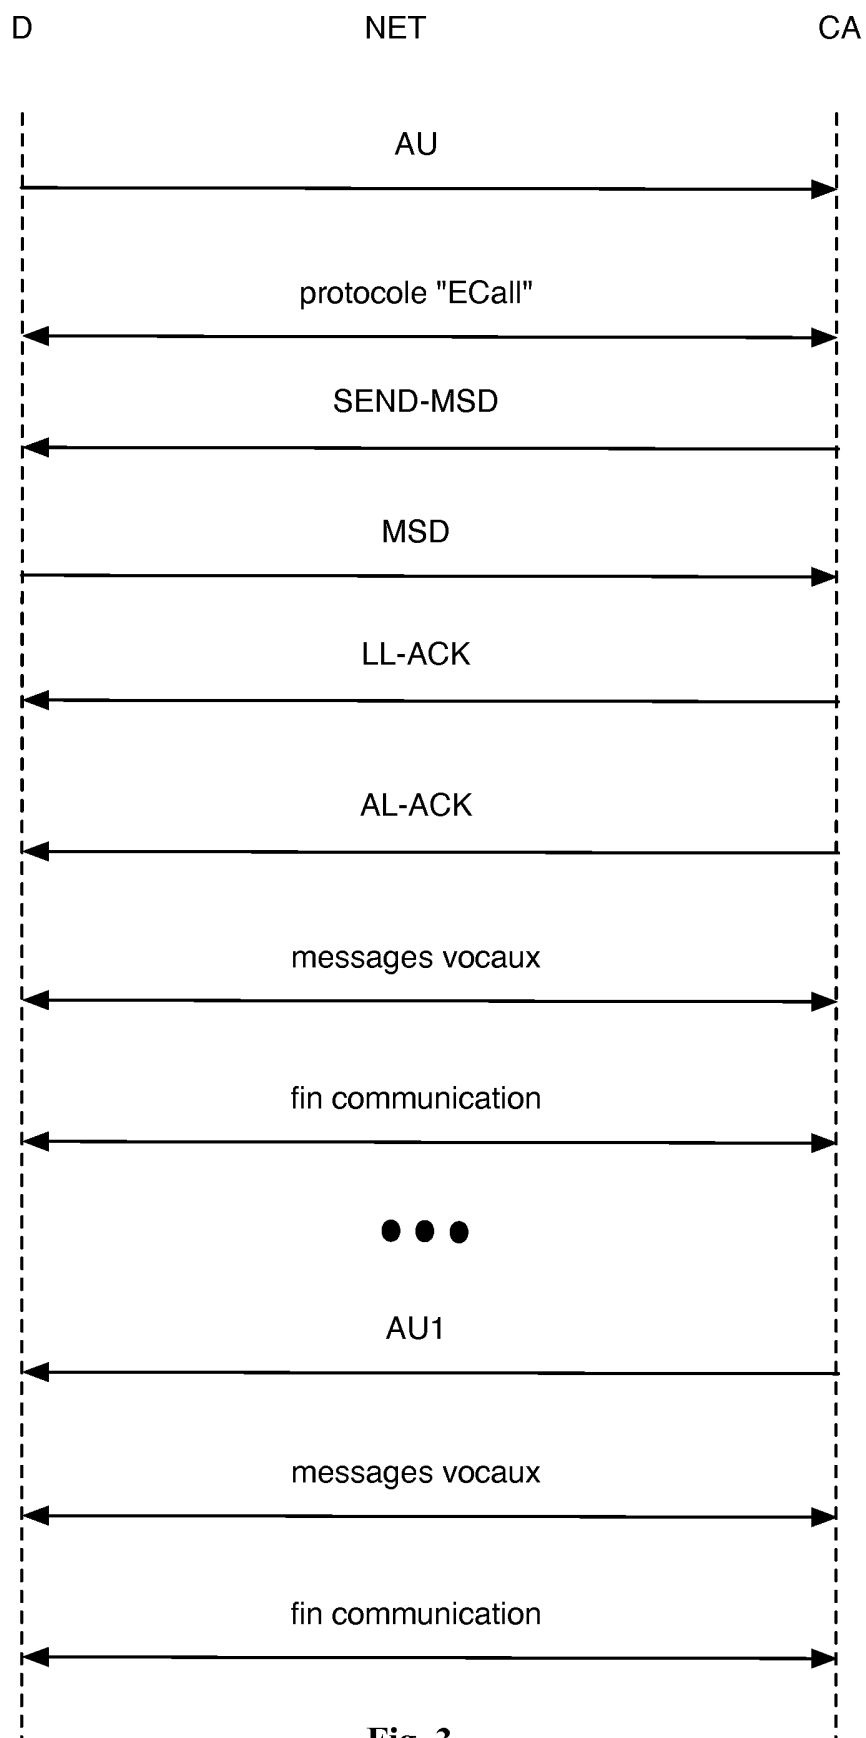 D NET CA
AU
protocole "ECall"
SEND-MSD
MSD
LL-ACK
AL-ACK
messages vocaux
fin communication
AU1
messages vocaux
fin communication